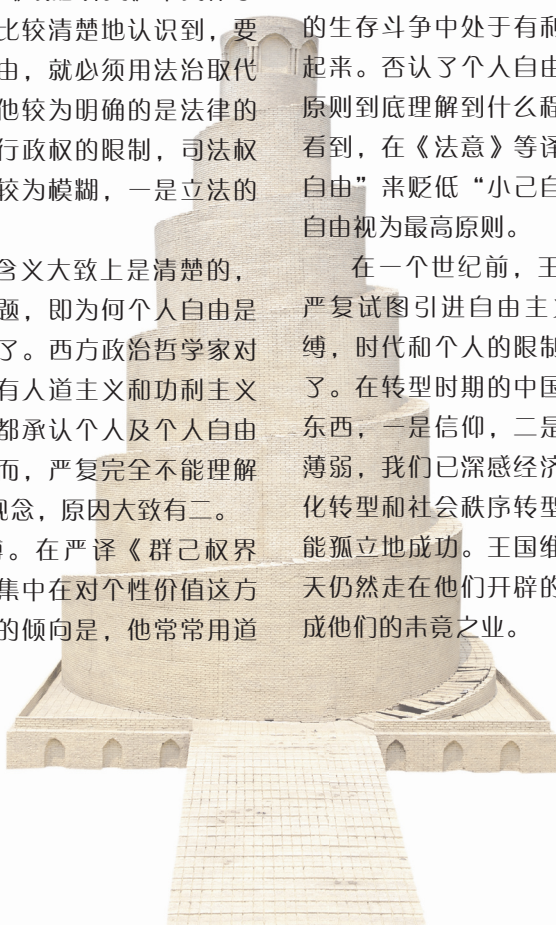 比较清楚地认识到，要
由，就必须用法治取代
他较为明确的是法律的
行政权的限制，司法权
较为模糊，一是立法的
含义大致上是清楚的，
题，即为何个人自由是
了。西方政治哲学家对
有人道主义和功利主义
都承认个人及个人自由
而，严复完全不能理解
观念，原因大致有二。
。在严译《群己权界
集中在对个性价值这方
的倾向是，他常常用道
的生存斗争中处于有利
起来。否认了个人自由
原则到底理解到什么程
看到，在《法意》等译
自由”来贬低“小己自
自由视为最高原则。
在一个世纪前，王
严复试图引进自由主
缚，时代和个人的限制
了。在转型时期的中国
东西，一是信仰，二是
薄弱，我们已深感经济
化转型和社会秩序转型
能孤立地成功。王国维
天仍然走在他们开辟的
成他们的未竟之业。